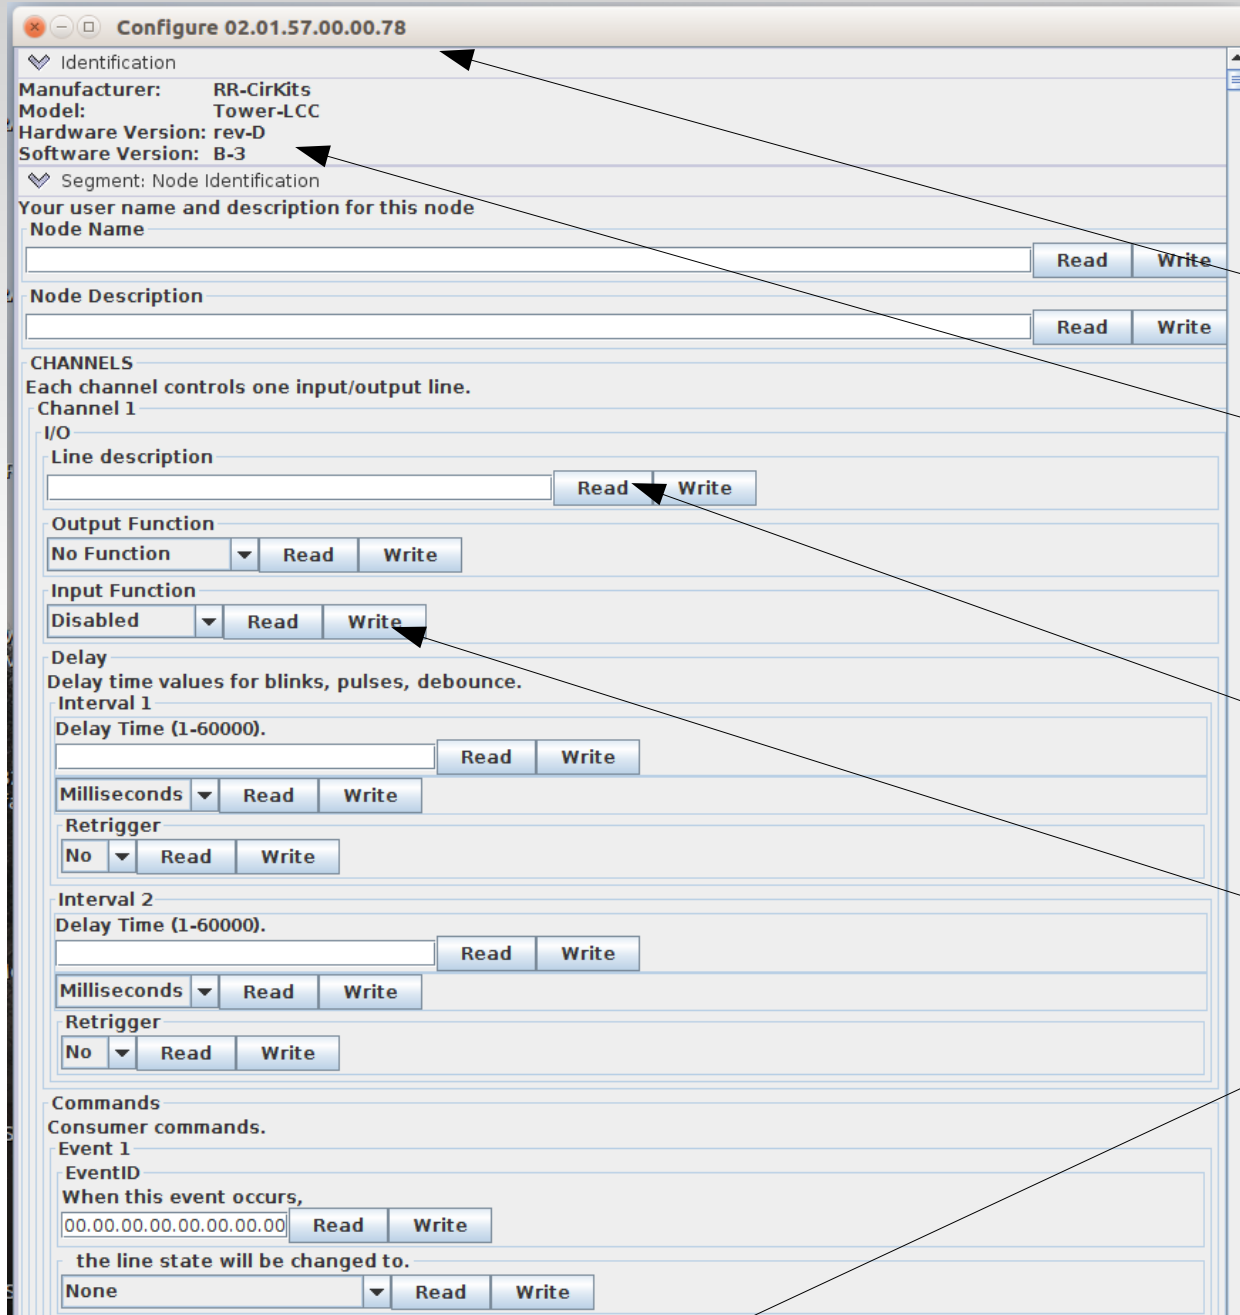 Configure 02.01.57.00.00.78
Identification
Manufacturer: RR-CirKits
Model: Tower-LCC
Hardware Version: rev-D
Software Version: B-3
Segment: Node Identification
Your user name and description for this node
Node Name
Read Write
Node Description
Read Write
CHANNELS
Each channel controls one input/output line.
Channel 1
I/O
Line description
Read Write
Output Function
No Function Read Write
Input Function
Disabled Read Write
Delay
Delay time values for blinks, pulses, debounce.
Interval 1
Delay Time (1-60000).
Read Write
Milliseconds Read Write
Retrigger
No Read Write
Interval 2
Delay Time (1-60000).
Read Write
Milliseconds Read Write
Retrigger
No Read Write
Commands
Consumer commands.
Event 1
EventID
When this event occurs,
00.00.00.00.00.00.00.00 Read Write
the line state will be changed to.
None Read Write